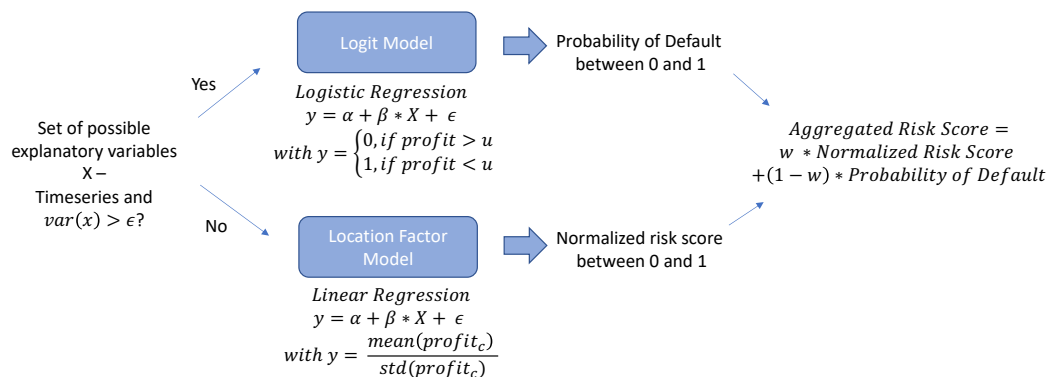 Set of possible
explanatory variables
X –
Timeseries and
var(x) > ϵ?
Yes
No
Logit Model
Logistic Regression
y = α + β * X + ϵ
with y = {0, if profit > u
1, if profit < u
Probability of Default
between 0 and 1
Location Factor
Model
Linear Regression
y = α + β * X + ϵ
with y = mean(profit_c)
std(profit_c)
Normalized risk score
between 0 and 1
Aggregated Risk Score =
w * Normalized Risk Score
+(1 − w) * Probability of Default